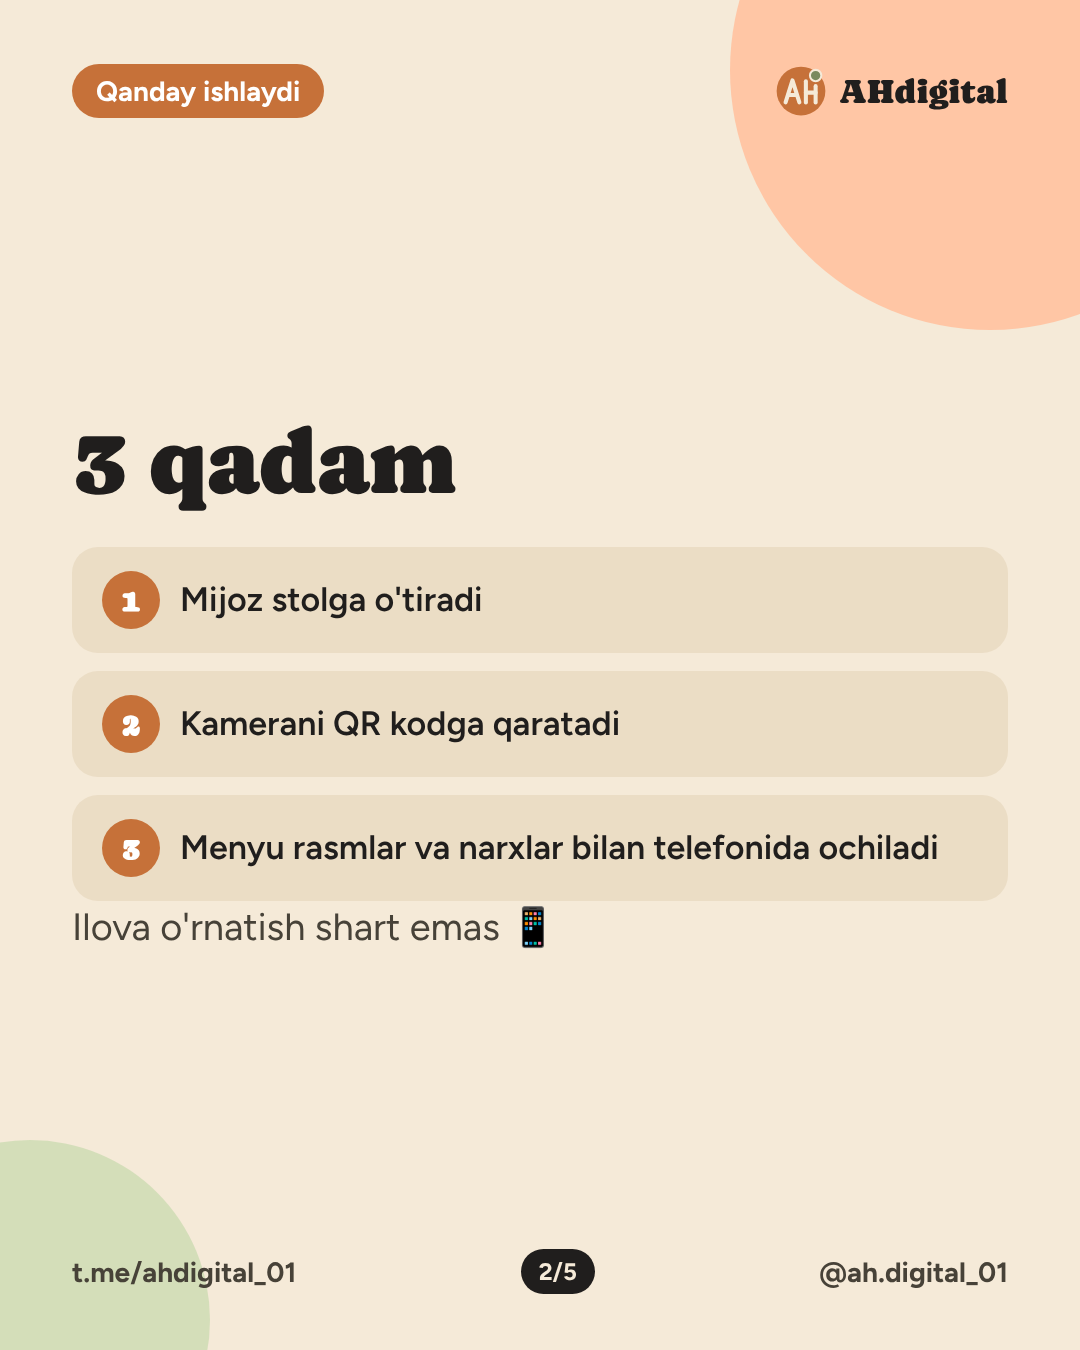 Qanday ishlaydi
AH AHdigital
3 qadam
1 Mijoz stolga o'tiradi
2 Kamerani QR kodga qaratadi
3 Menyu rasmlar va narxlar bilan telefonida ochiladi
Ilova o'rnatish shart emas 📱
t.me/ahdigital_01 2/5 @ah.digital_01